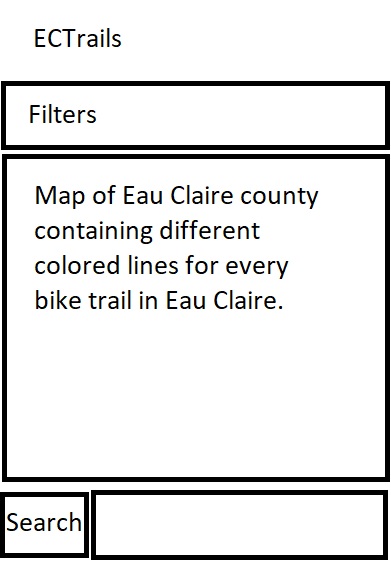 ECTrails
Filters
Map of Eau Claire county
containing different
colored lines for every
bike trail in Eau Claire.
Search